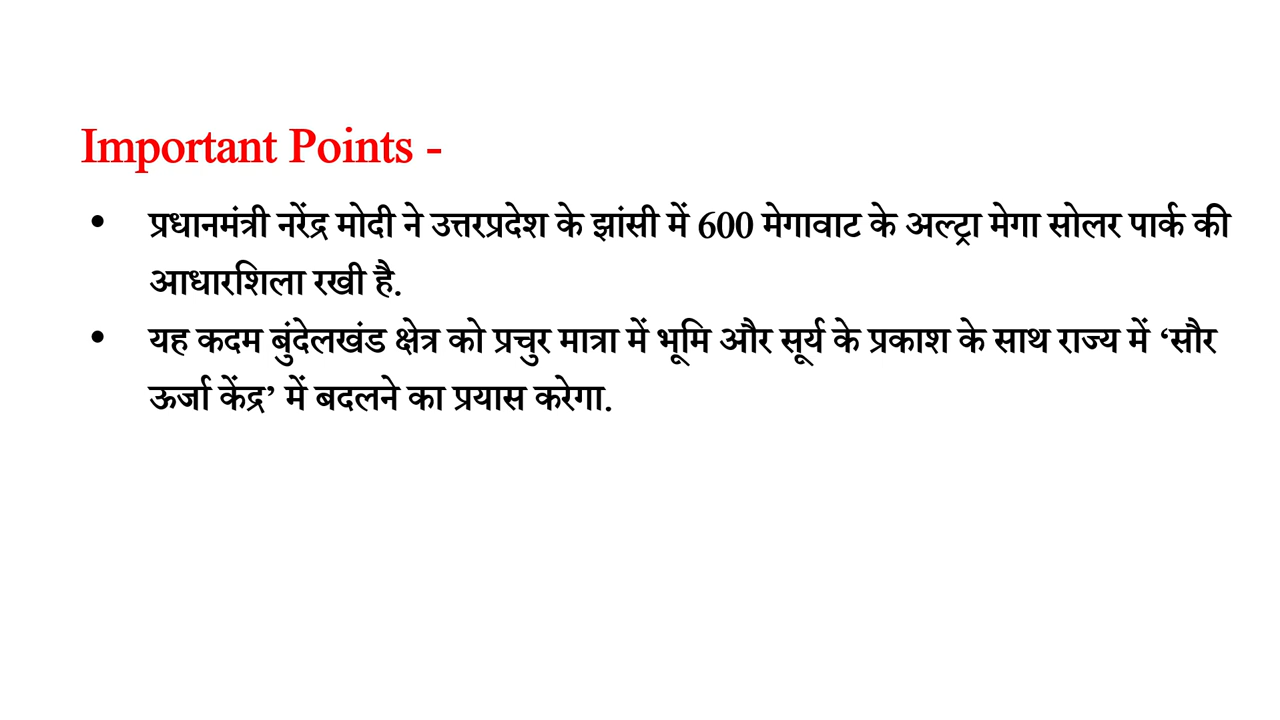 Important Points -
• प्रधानमंत्री नरेंद्र मोदी ने उत्तरप्रदेश के झांसी में 600 मेगावाट के अल्ट्रा मेगा सोलर पार्क की
आधारशिला रखी है.
• यह कदम बुंदेलखंड क्षेत्र को प्रचुर मात्रा में भूमि और सूर्य के प्रकाश के साथ राज्य में ‘सौर
ऊर्जा केंद्र’ में बदलने का प्रयास करेगा.